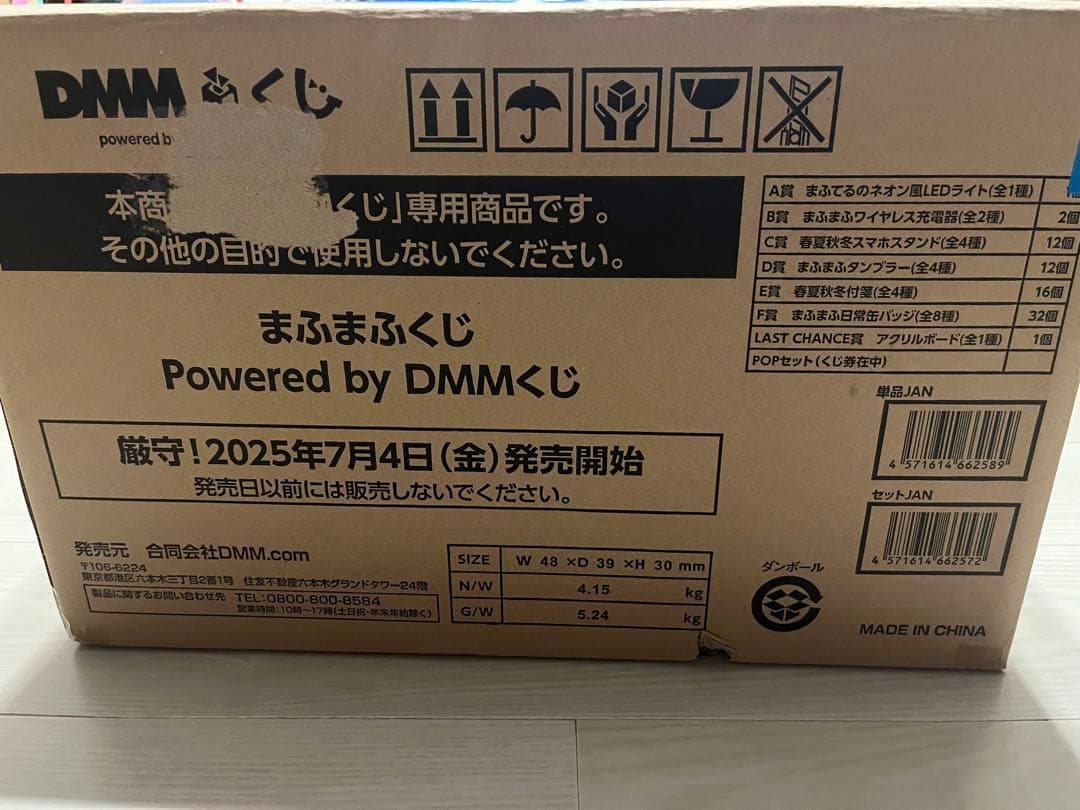 DMM くじ
powered b
本商 くじ」専用商品です。
その他の目的で使用しないでください。
まふまふくじ
Powered by DMMくじ
厳守!2025年7月4日(金)発売開始
発売日以前には販売しないでください。
発売元 合同会社DMM.com
〒106-6224
東京都港区六本木三丁目2番1号 住友不動産六本木グランドタワー24階
製品に関するお問い合わせ先 TEL:0800-800-8584
営業時間:10時〜17時(土日祝・年末年始除く)
SIZE W 48 ×D 39 ×H 30 mm
N/W 4.15 kg
G/W 5.24 kg
A賞 まふてるのネオン風LEDライト(全1種)
B賞 まふまふワイヤレス充電器(全2種) 2個
C賞 春夏秋冬スマホスタンド(全4種) 12個
D賞 まふまふタンブラー(全4種) 12個
E賞 春夏秋冬付箋(全4種) 16個
F賞 まふまふ日常缶バッジ(全8種) 32個
LAST CHANCE賞 アクリルボード(全1種) 1個
POPセット(くじ券在中)
単品JAN
4 571614 662589
セットJAN
4 571614 662572
ダンボール
MADE IN CHINA